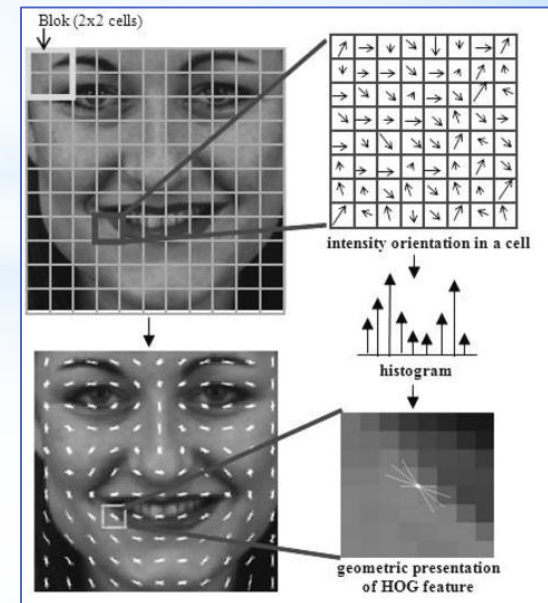 Blok (2x2 cells)
intensity orientation in a cell
histogram
geometric presentation
of HOG feature